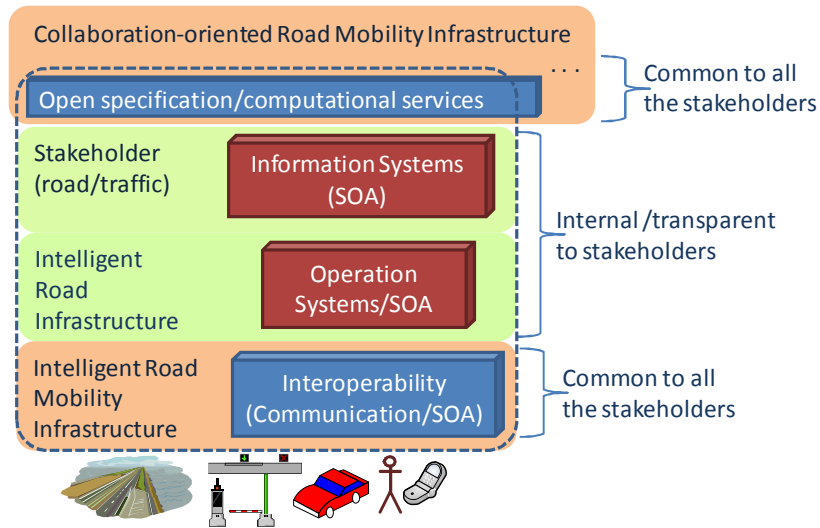 Collaboration-oriented Road Mobility Infrastructure
. . .
Open specification/computational services
Common to all
the stakeholders
Stakeholder
(road/traffic)
Information Systems
(SOA)
Internal /transparent
to stakeholders
Intelligent
Road
Infrastructure
Operation
Systems/SOA
Intelligent Road
Mobility
Infrastructure
Interoperability
(Communication/SOA)
Common to all
the stakeholders